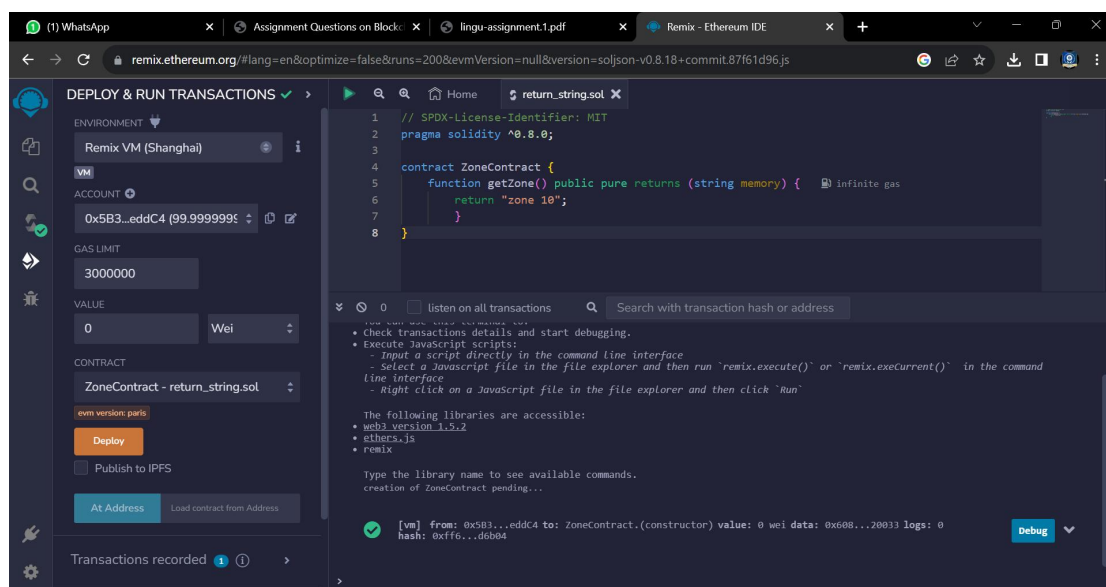 (1) WhatsApp
Assignment Questions on Blockc
lingu-assignment.1.pdf
Remix - Ethereum IDE
remix.ethereum.org/#lang=en&optimize=false&runs=200&evmVersion=null&version=soljson-v0.8.18+commit.87f61d96.js
DEPLOY & RUN TRANSACTIONS
ENVIRONMENT
Remix VM (Shanghai)
VM
ACCOUNT
0x5B3...eddC4 (99.9999999
GAS LIMIT
3000000
VALUE
0
Wei
CONTRACT
ZoneContract - return_string.sol
evm version: paris
Deploy
Publish to IPFS
At Address
Load contract from Address
Transactions recorded 1
Home
return_string.sol
1 // SPDX-License-Identifier: MIT
2 pragma solidity ^0.8.0;
3
4 contract ZoneContract {
5 function getZone() public pure returns (string memory) { infinite gas
6 return "zone 10";
7 }
8 }
0
listen on all transactions
Search with transaction hash or address
You can use this terminal to:
• Check transactions details and start debugging.
• Execute JavaScript scripts:
- Input a script directly in the command line interface
- Select a Javascript file in the file explorer and then run `remix.execute()` or `remix.exeCurrent()` in the command
line interface
- Right click on a JavaScript file in the file explorer and then click `Run`
The following libraries are accessible:
• web3 version 1.5.2
• ethers.js
• remix
Type the library name to see available commands.
creation of ZoneContract pending...
[vm] from: 0x5B3...eddC4 to: ZoneContract.(constructor) value: 0 wei data: 0x608...20033 logs: 0
hash: 0xff6...d6b04
Debug
>